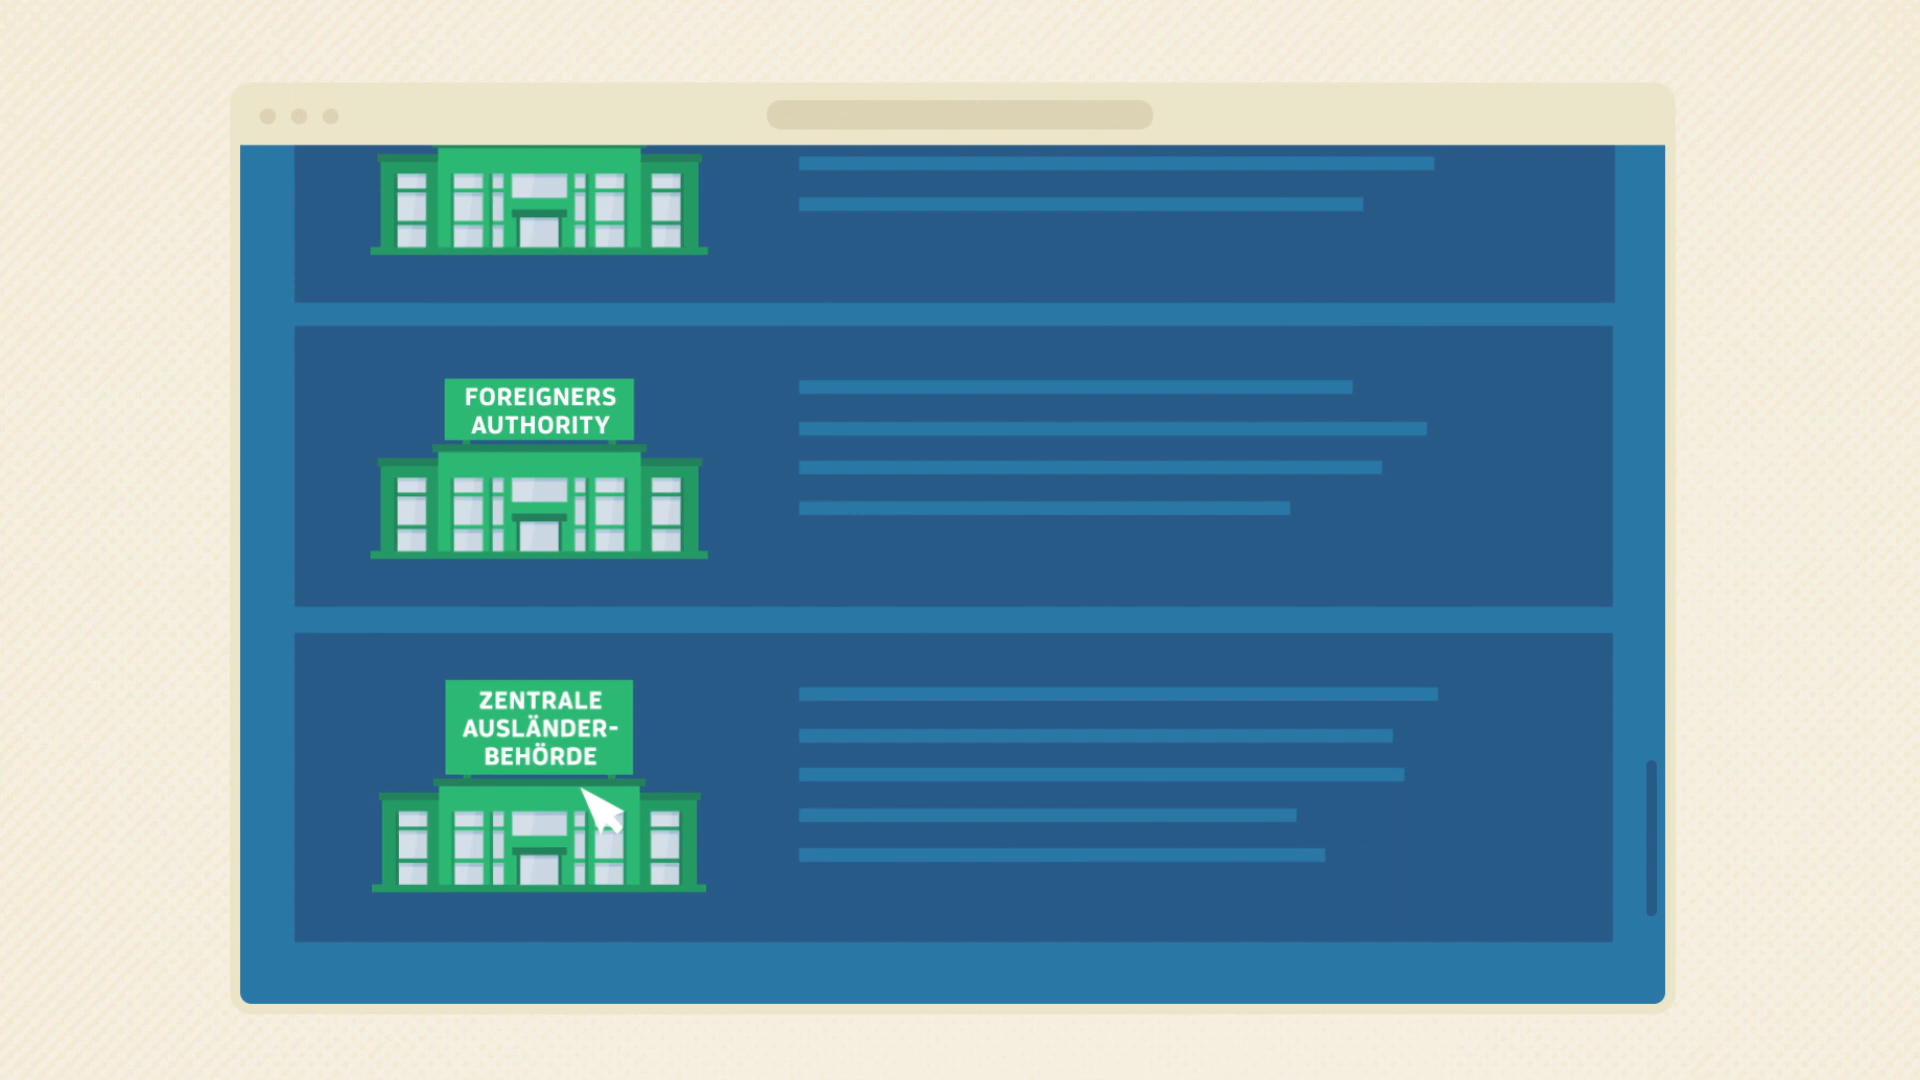 FOREIGNERS
AUTHORITY
ZENTRALE
AUSLÄNDER-
BEHÖRDE